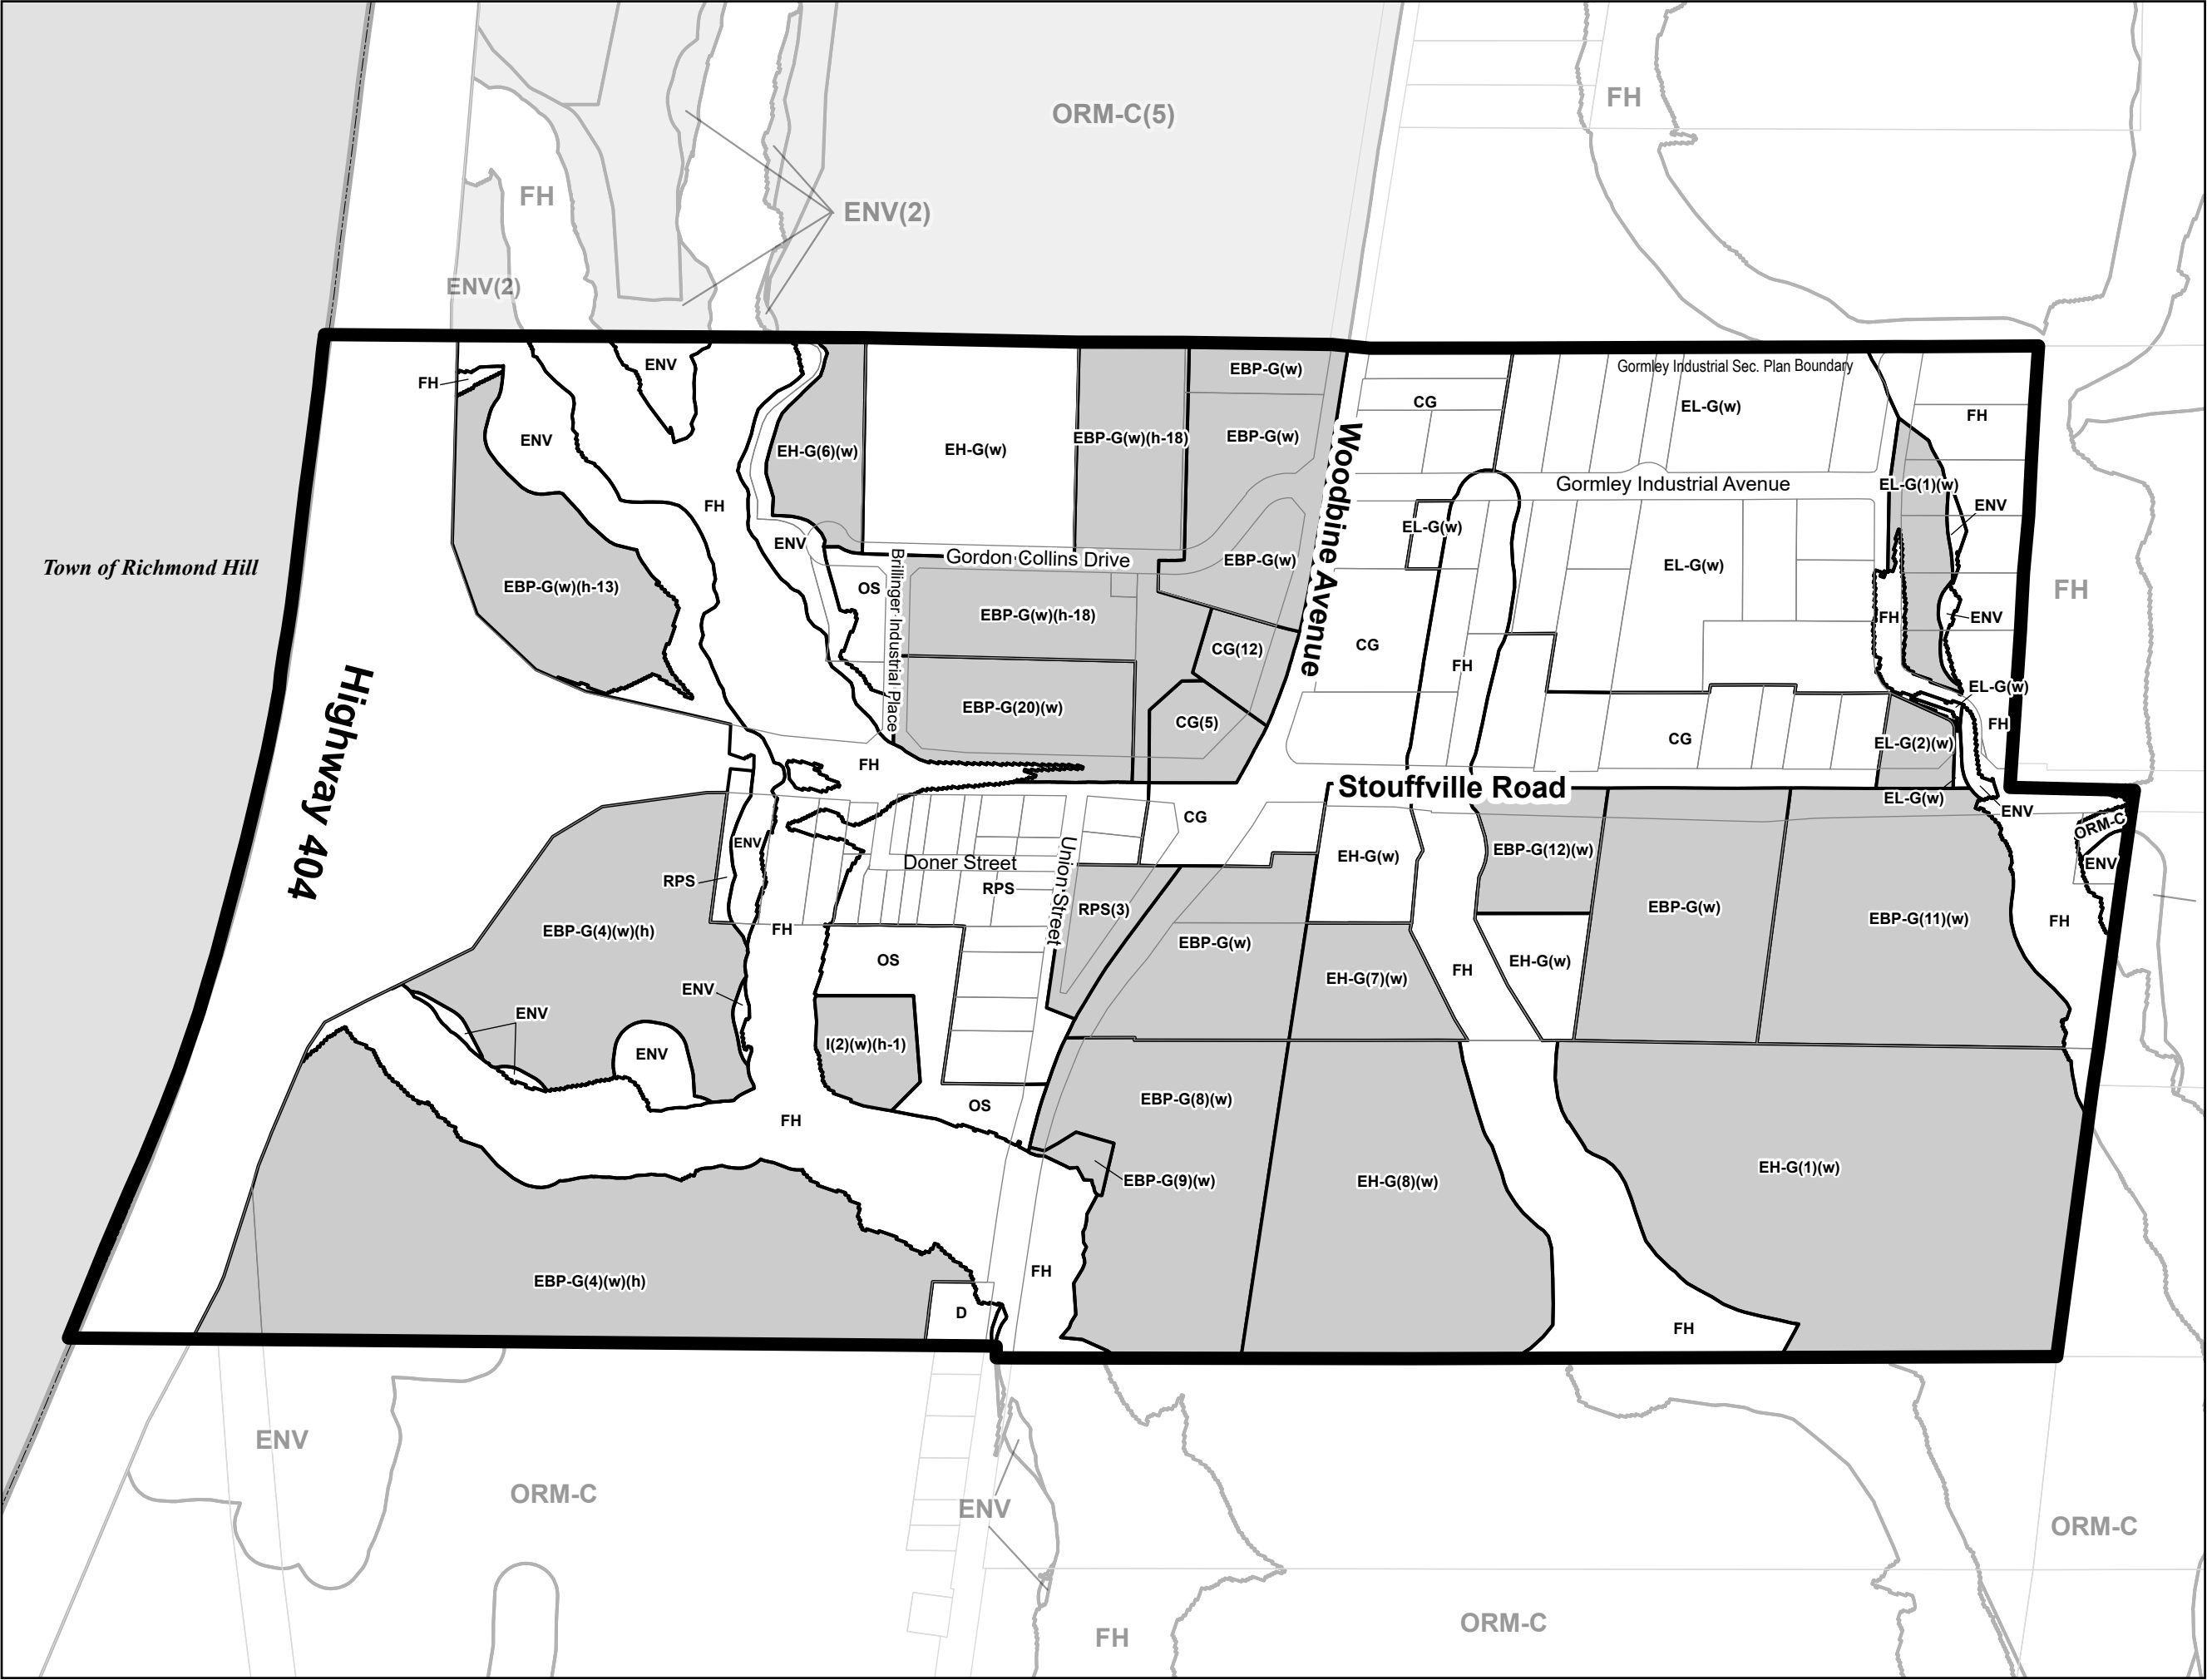 ORM-C(5)
FH
FH
ENV(2)
ENV(2)
ENV
FH
EBP-G(w)
Gormley Industrial Sec. Plan Boundary
CG
EL-G(w)
FH
ENV
EH-G(6)(w)
EH-G(w)
EBP-G(w)(h-18)
EBP-G(w)
Woodbine Avenue
Gormley Industrial Avenue
EL-G(1)(w)
FH
ENV
EL-G(w)
ENV
Gordon Collins Drive
EBP-G(w)
EL-G(w)
Town of Richmond Hill
EBP-G(w)(h-13)
OS
Brillinger Industrial Place
EBP-G(w)(h-18)
FH
FH
ENV
CG(12)
CG
FH
Highway 404
EBP-G(20)(w)
CG(5)
EL-G(w)
FH
CG
EL-G(2)(w)
FH
Stouffville Road
EL-G(w)
ENV
CG
ORM-C
ENV
Doner Street
Union Street
EH-G(w)
EBP-G(12)(w)
ENV
RPS
RPS
RPS(3)
EBP-G(w)
EBP-G(11)(w)
FH
EBP-G(4)(w)(h)
FH
EBP-G(w)
OS
EH-G(7)(w)
FH
EH-G(w)
ENV
ENV
I(2)(w)(h-1)
ENV
EBP-G(8)(w)
OS
FH
EBP-G(9)(w)
EH-G(8)(w)
EH-G(1)(w)
FH
EBP-G(4)(w)(h)
D
FH
ENV
ORM-C
ENV
ORM-C
ORM-C
FH